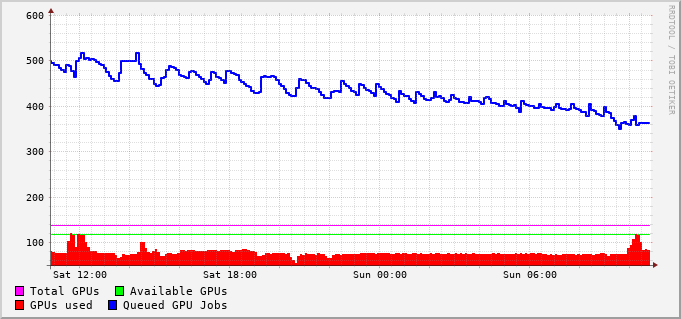 600
500
400
300
200
100
Sat 12:00 Sat 18:00 Sun 00:00 Sun 06:00
Total GPUs Available GPUs
GPUs used Queued GPU Jobs
RRDTOOL / TOBI OETIKER